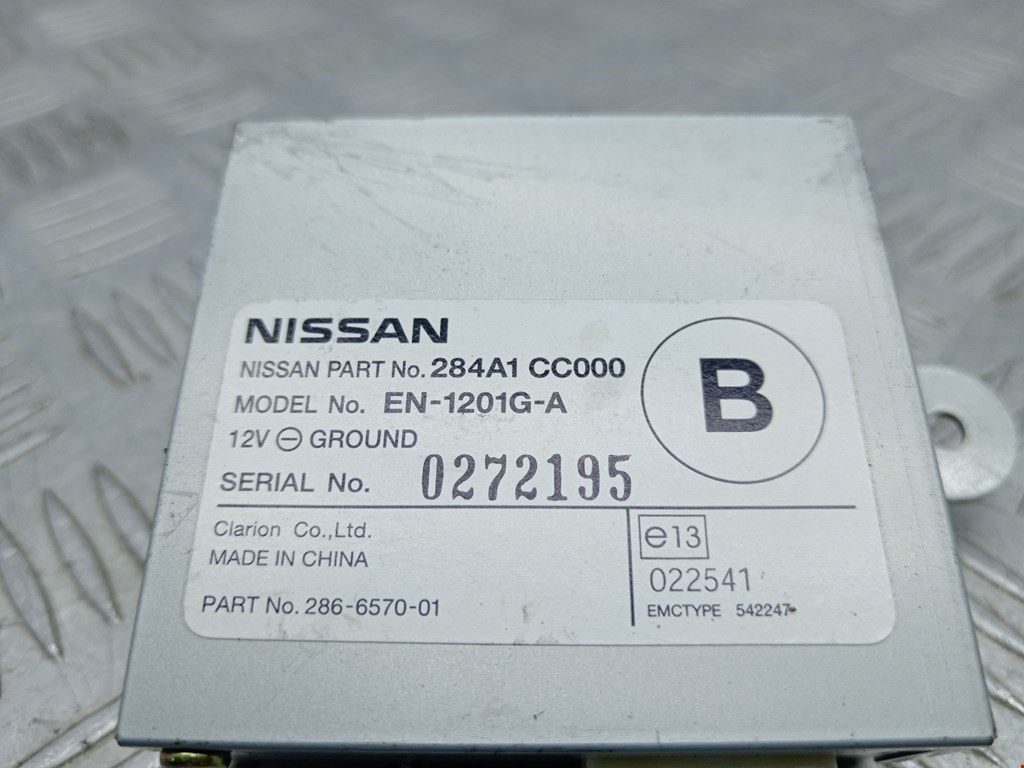 NISSAN
NISSAN PART No. 284A1 CC000
MODEL No. EN-1201G-A
12V ⊖ GROUND
SERIAL No. 0272195
B
Clarion Co.,Ltd.
MADE IN CHINA
PART No. 286-6570-01
e13
022541
EMCTYPE 542247